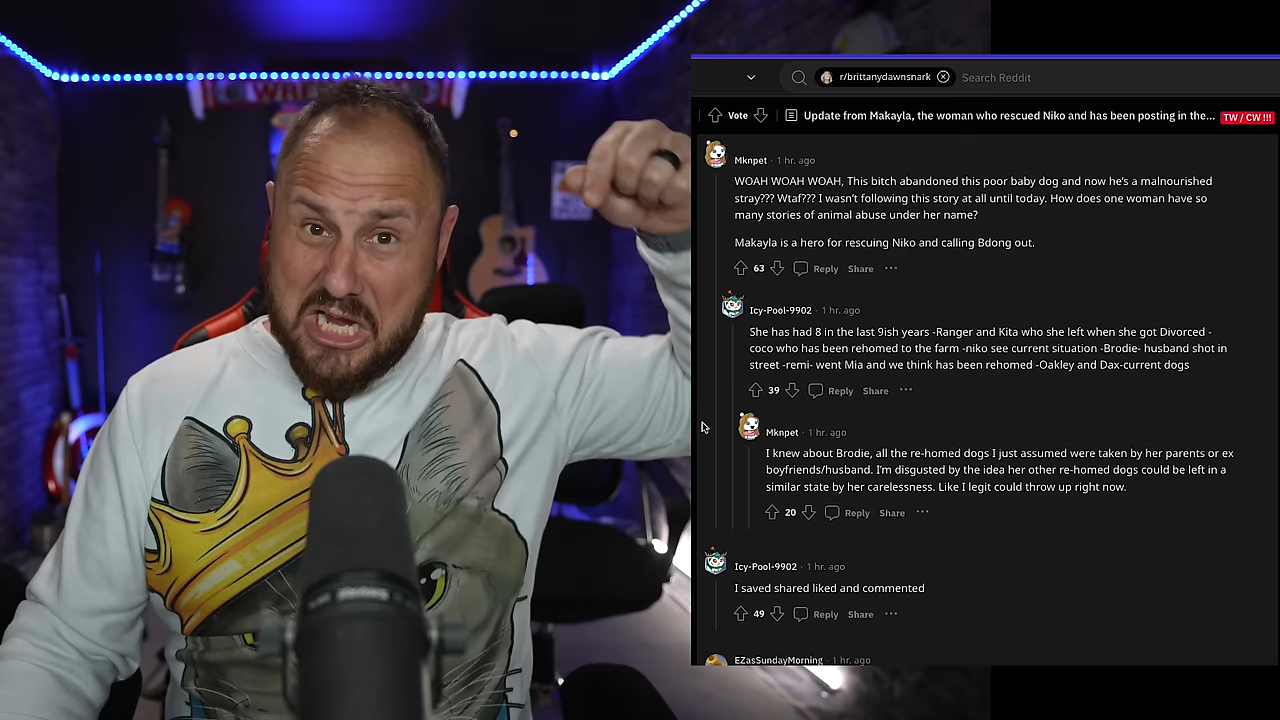 WRE
r/brittanydawnsnark
Search Reddit
Vote
Update from Makayla, the woman who rescued Niko and has been posting in the...
TW / CW !!!
Mknpet · 1 hr. ago
WOAH WOAH WOAH, This bitch abandoned this poor baby dog and now he's a malnourished
stray??? Wtaf??? I wasn't following this story at all until today. How does one woman have so
many stories of animal abuse under her name?
Makayla is a hero for rescuing Niko and calling Bdong out.
63 Reply Share ···
Icy-Pool-9902 · 1 hr. ago
She has had 8 in the last 9ish years -Ranger and Kita who she left when she got Divorced -
coco who has been rehomed to the farm -niko see current situation -Brodie- husband shot in
street -remi- went Mia and we think has been rehomed -Oakley and Dax-current dogs
39 Reply Share ···
Mknpet · 1 hr. ago
I knew about Brodie, all the re-homed dogs I just assumed were taken by her parents or ex
boyfriends/husband. I'm disgusted by the idea her other re-homed dogs could be left in a
similar state by her carelessness. Like I legit could throw up right now.
20 Reply Share ···
Icy-Pool-9902 · 1 hr. ago
I saved shared liked and commented
49 Reply Share ···
EZasSundayMorning · 1 hr. ago